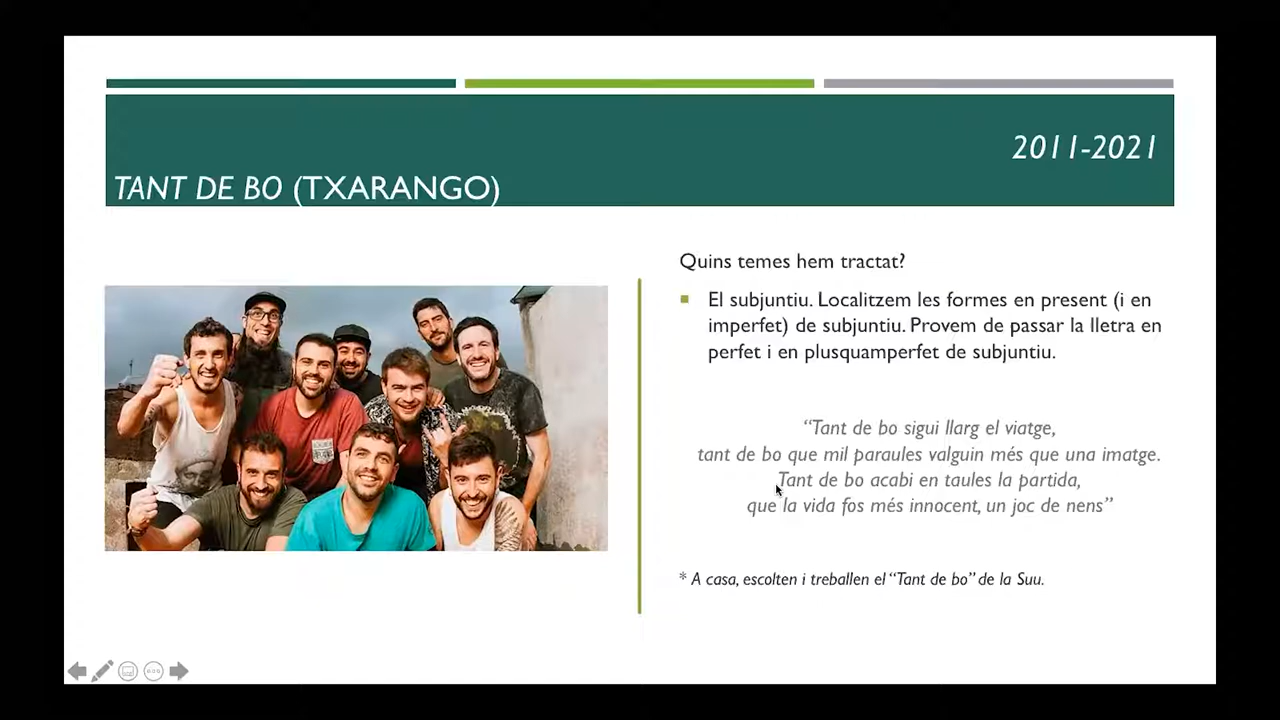 2011-2021
TANT DE BO (TXARANGO)
Quins temes hem tractat?
El subjuntiu. Localitzem les formes en present (i en
imperfet) de subjuntiu. Provem de passar la lletra en
perfet i en plusquamperfet de subjuntiu.
“Tant de bo sigui llarg el viatge,
tant de bo que mil paraules valguin més que una imatge.
Tant de bo acabi en taules la partida,
que la vida fos més innocent, un joc de nens”
* A casa, escolten i treballen el “Tant de bo” de la Suu.